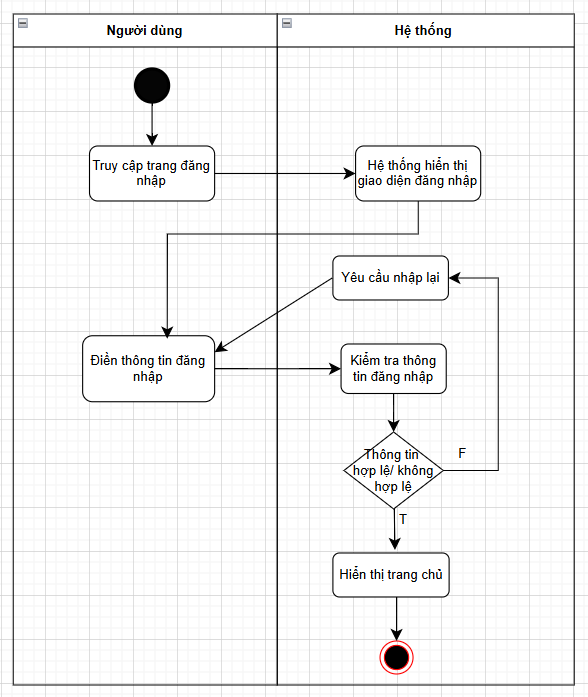 Người dùng
Hệ thống
Truy cập trang đăng
nhập
Hệ thống hiển thị
giao diện đăng nhập
Yêu cầu nhập lại
Điền thông tin đăng
nhập
Kiểm tra thông
tin đăng nhập
Thông tin
hợp lệ/ không
hợp lệ
F
T
Hiển thị trang chủ